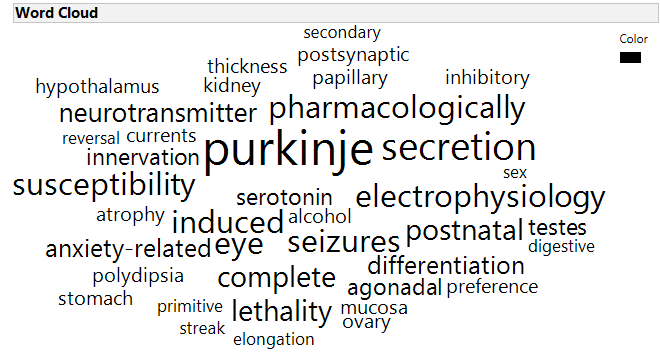 Word Cloud
Color
secondary
postsynaptic
thickness
papillary
inhibitory
hypothalamus
kidney
neurotransmitter
pharmacologically
reversal
currents
purkinje
secretion
innervation
sex
susceptibility
serotonin
electrophysiology
atrophy
induced
alcohol
postnatal
testes
anxiety-related
eye
seizures
digestive
differentiation
polydipsia
complete
agonadal
preference
stomach
primitive
lethality
mucosa
streak
ovary
elongation